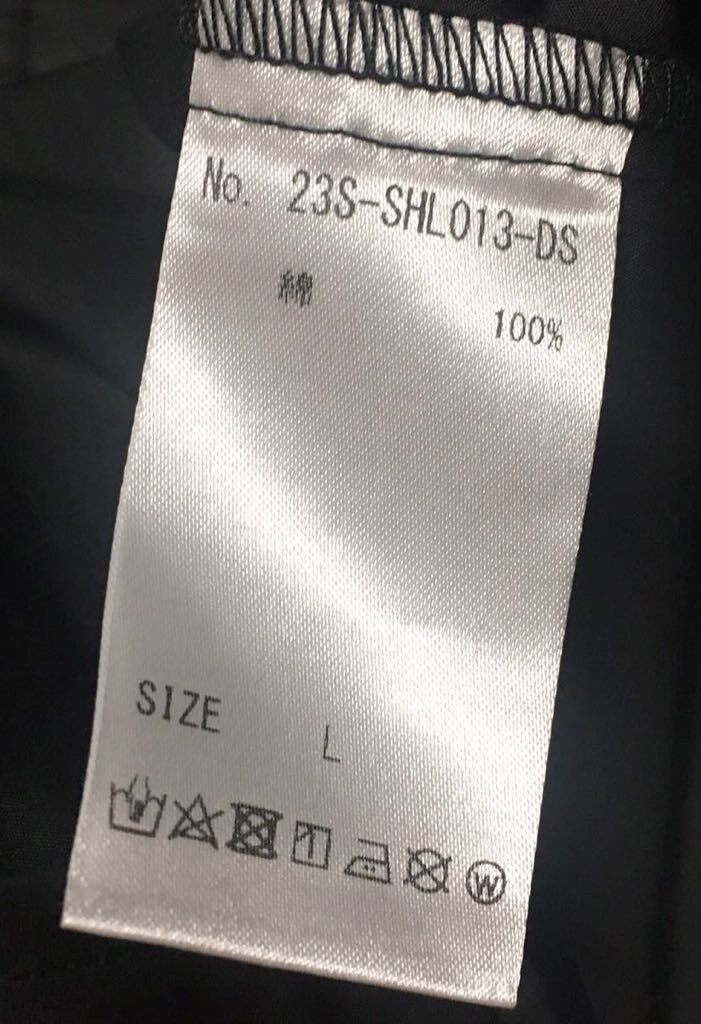 No. 23S-SHL013-DS
綿 100%
SIZE L
W